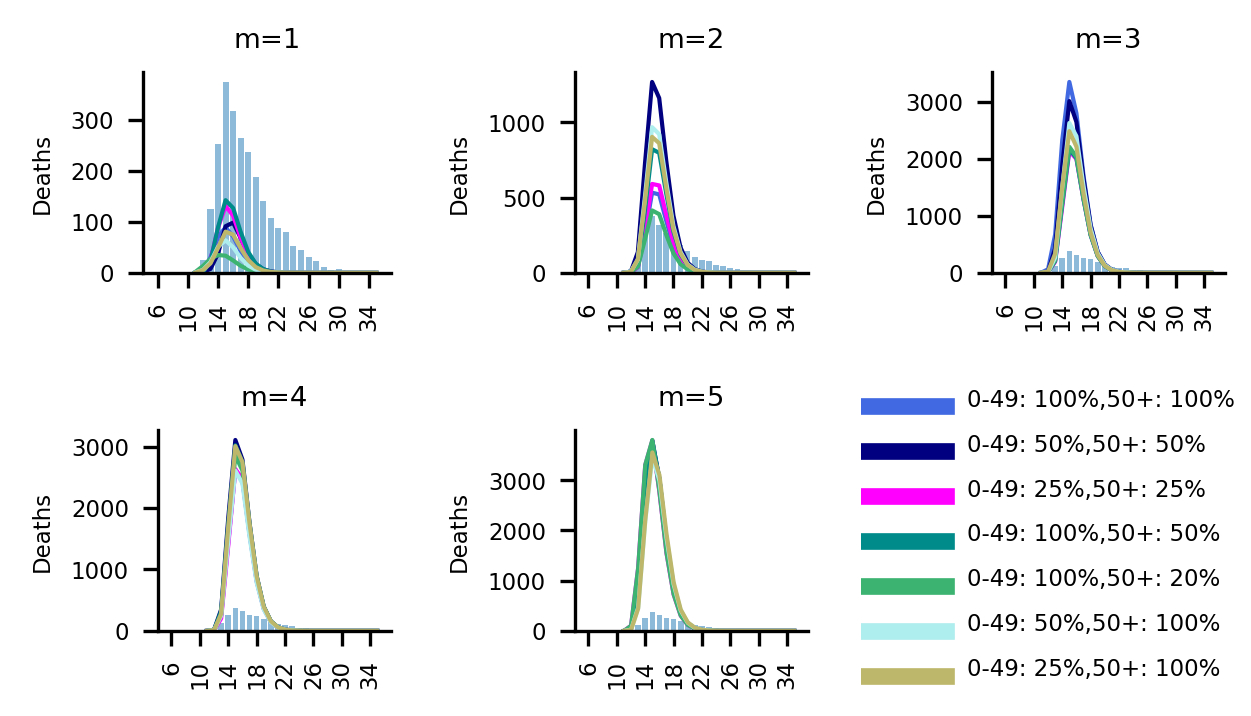 m=1
m=2
m=3
Deaths
300
200
100
0
6 10 14 18 22 26 30 34
Deaths
1000
500
0
6 10 14 18 22 26 30 34
Deaths
3000
2000
1000
0
6 10 14 18 22 26 30 34
m=4
m=5
Deaths
3000
2000
1000
0
6 10 14 18 22 26 30 34
Deaths
3000
2000
1000
0
6 10 14 18 22 26 30 34
0-49: 100%,50+: 100%
0-49: 50%,50+: 50%
0-49: 25%,50+: 25%
0-49: 100%,50+: 50%
0-49: 100%,50+: 20%
0-49: 50%,50+: 100%
0-49: 25%,50+: 100%